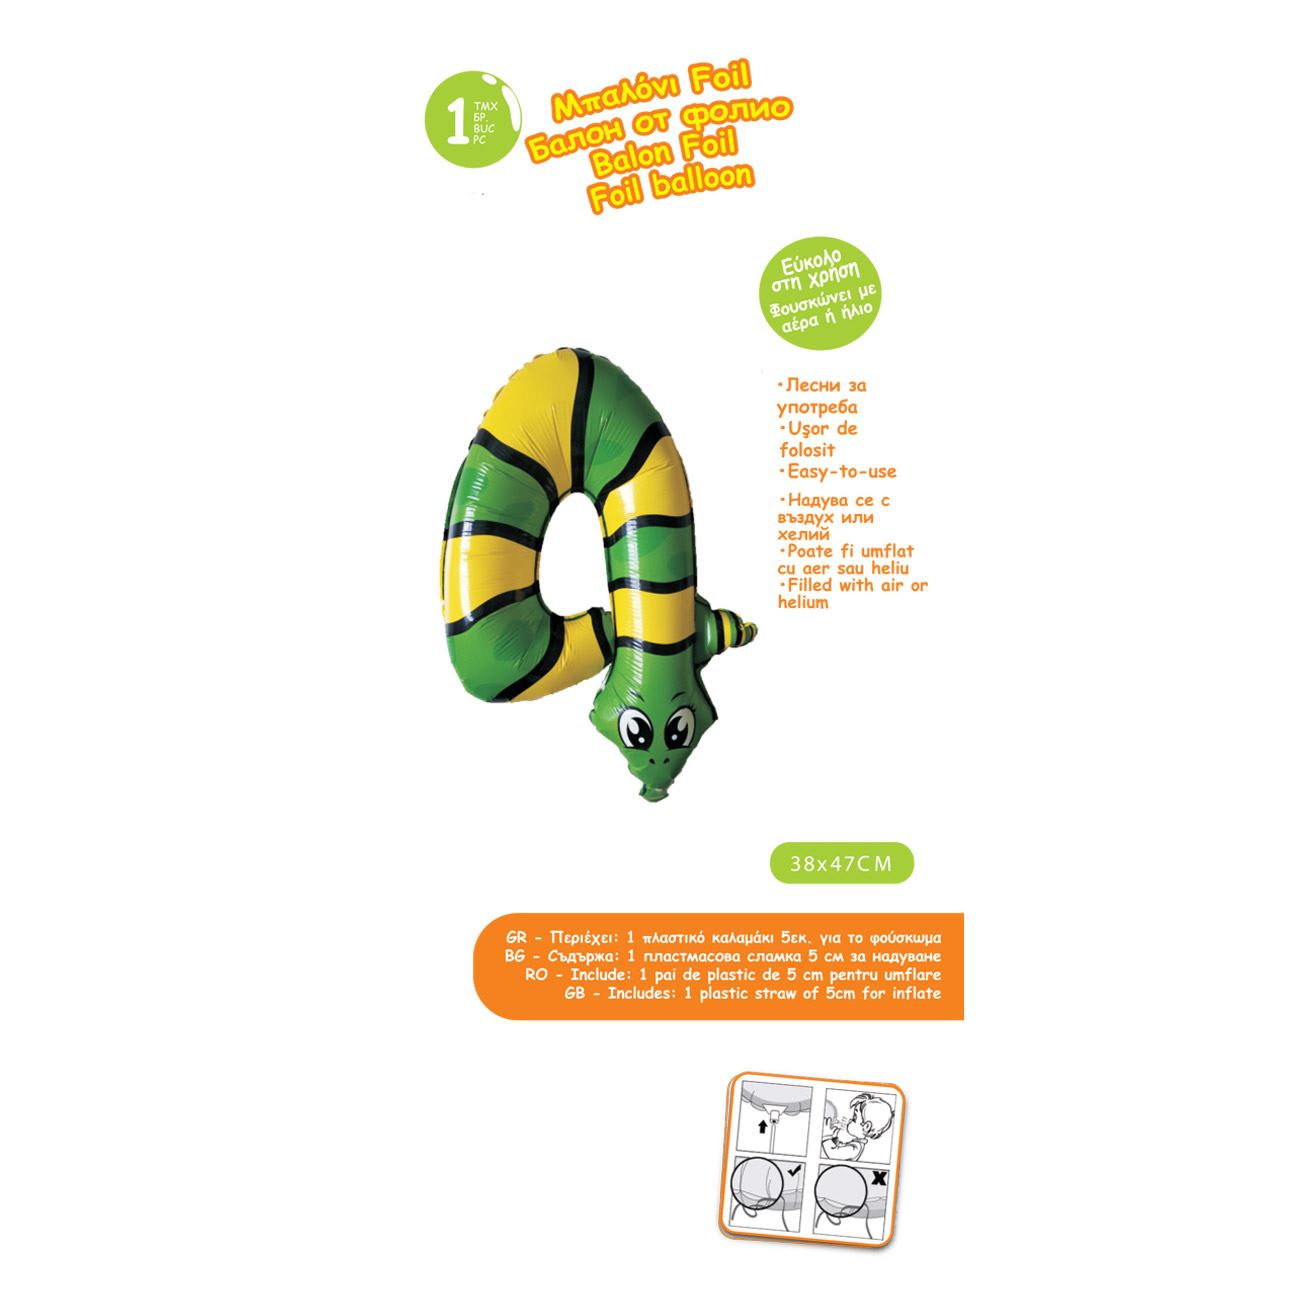 1
ΤΜΧ
БР.
BUC
PC
Μπαλόνι Foil
Балон от фолио
Balon Foil
Foil balloon
Εύκολο
στη χρήση
Φουσκώνει με
αέρα ή ήλιο
·Лесни за
употреба
·Uşor de
folosit
·Easy-to-use
·Надува се с
въздух или
хелий
·Poate fi umflat
cu aer sau heliu
·Filled with air or
helium
38x47CM
GR - Περιέχει: 1 πλαστικό καλαμάκι 5εκ. για το φούσκωμα
BG - Съдържа: 1 пластмасова сламка 5 см за надуване
RO - Include: 1 pai de plastic de 5 cm pentru umflare
GB - Includes: 1 plastic straw of 5cm for inflate